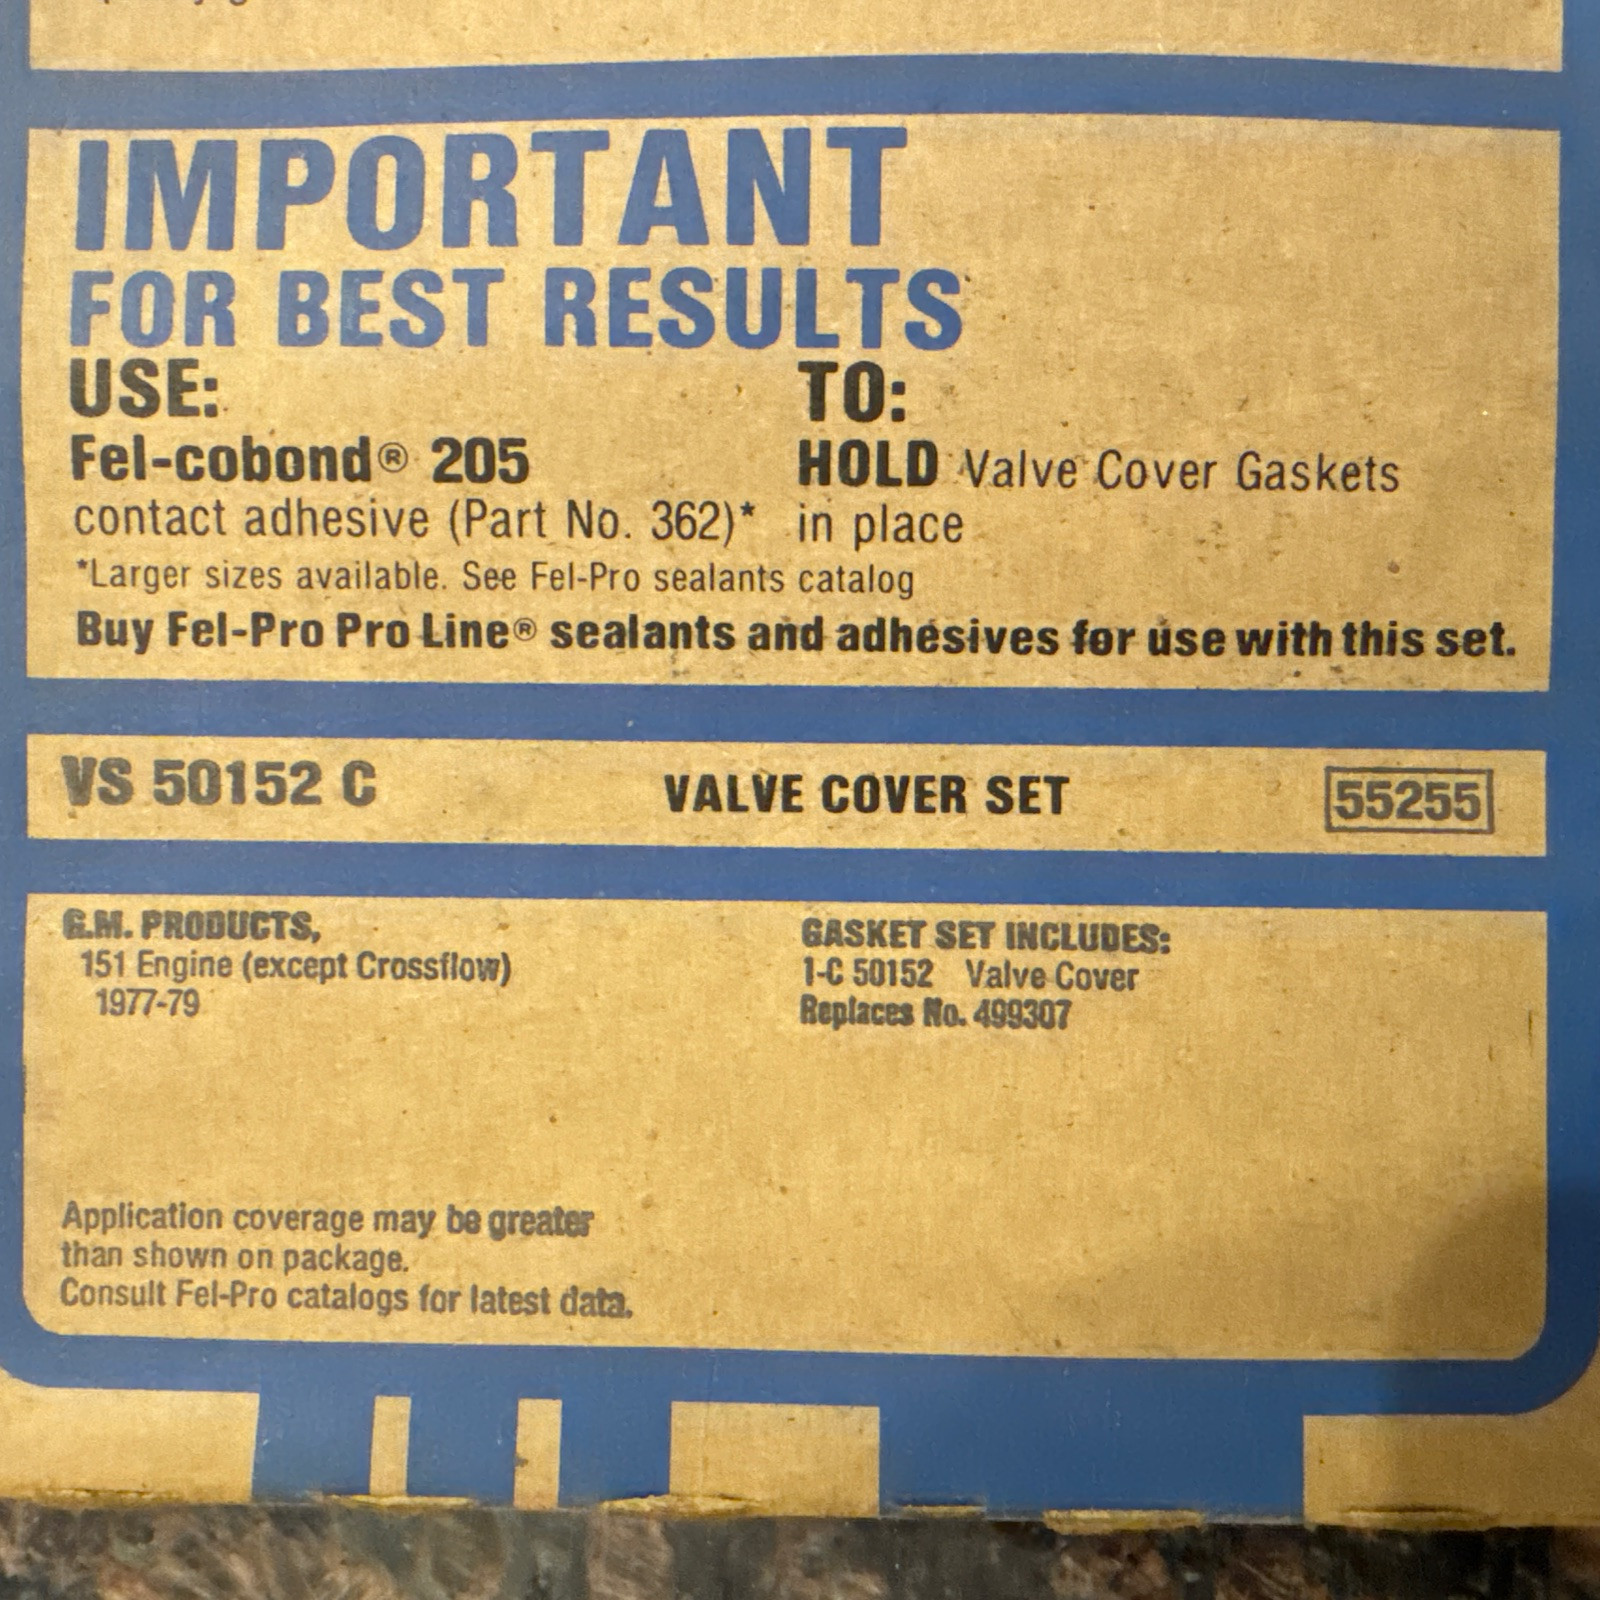 IMPORTANT
FOR BEST RESULTS
USE:
Fel-cobond® 205
contact adhesive (Part No. 362)*
TO:
HOLD Valve Cover Gaskets
in place
*Larger sizes available. See Fel-Pro sealants catalog
Buy Fel-Pro Pro Line® sealants and adhesives for use with this set.
VS 50152 C VALVE COVER SET 55255
G.M. PRODUCTS,
151 Engine (except Crossflow)
1977-79
GASKET SET INCLUDES:
1-C 50152 Valve Cover
Replaces No. 499307
Application coverage may be greater
than shown on package.
Consult Fel-Pro catalogs for latest data.